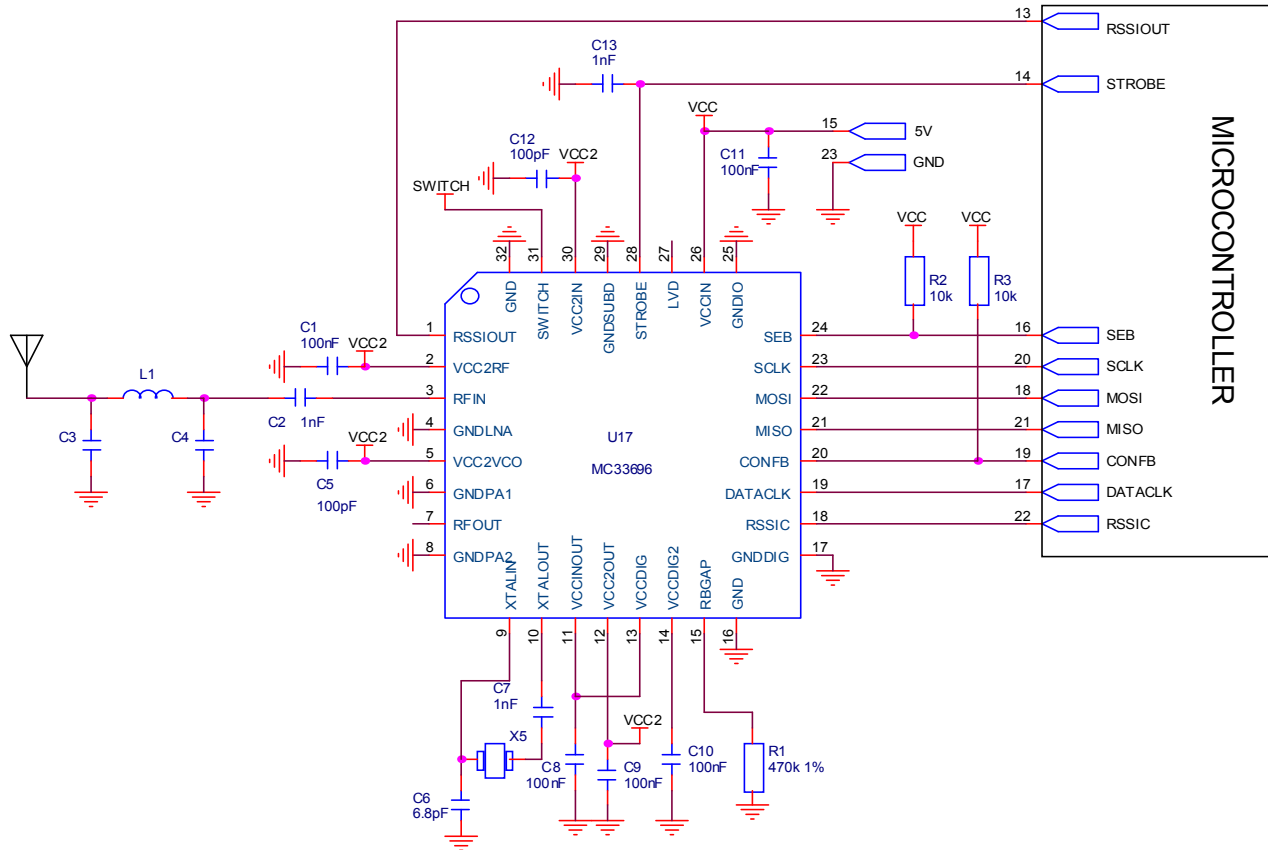 13
RSSIOUT
C13
1nF
14
STROBE
VCC
15
5V
C12
100pF
VCC2
C11
100nF
23
GND
MICROCONTROLLER
SWITCH
VCC
VCC
R2
10k
R3
10k
32
31
30
29
28
27
26
25
GND
SWITCH
VCC2IN
GNDSUBD
STROBE
LVD
VCCIN
GNDIO
C1
100nF
VCC2
1
RSSIOUT
SEB
24
16
SEB
2
VCC2RF
SCLK
23
20
SCLK
L1
3
RFIN
MOSI
22
18
MOSI
C2
1nF
C3
C4
VCC2
4
GNDLNA
U17
MISO
21
21
MISO
5
VCC2VCO
MC33696
CONFB
20
19
CONFB
C5
100pF
6
GNDPA1
DATACLK
19
17
DATACLK
7
RFOUT
RSSIC
18
22
RSSIC
8
GNDPA2
GNDDIG
17
XTALIN
XTALOUT
VCCINOUT
VCC2OUT
VCCDIG
VCCDIG2
RBGAP
GND
9
10
11
12
13
14
15
16
C7
1nF
X5
VCC2
C8
100nF
C9
100nF
C10
100nF
R1
470k 1%
C6
6.8pF